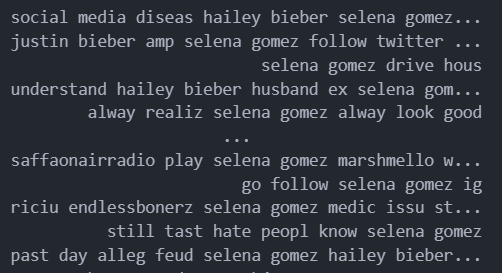 social media diseas hailey bieber selena gomez...
justin bieber amp selena gomez follow twitter ...
selena gomez drive hous
understand hailey bieber husband ex selena gom...
alway realiz selena gomez alway look good
...
saffaonairradio play selena gomez marshmello w...
go follow selena gomez ig
riciu endlessbonerz selena gomez medic issu st...
still tast hate peopl know selena gomez
past day alleg feud selena gomez hailey bieber...